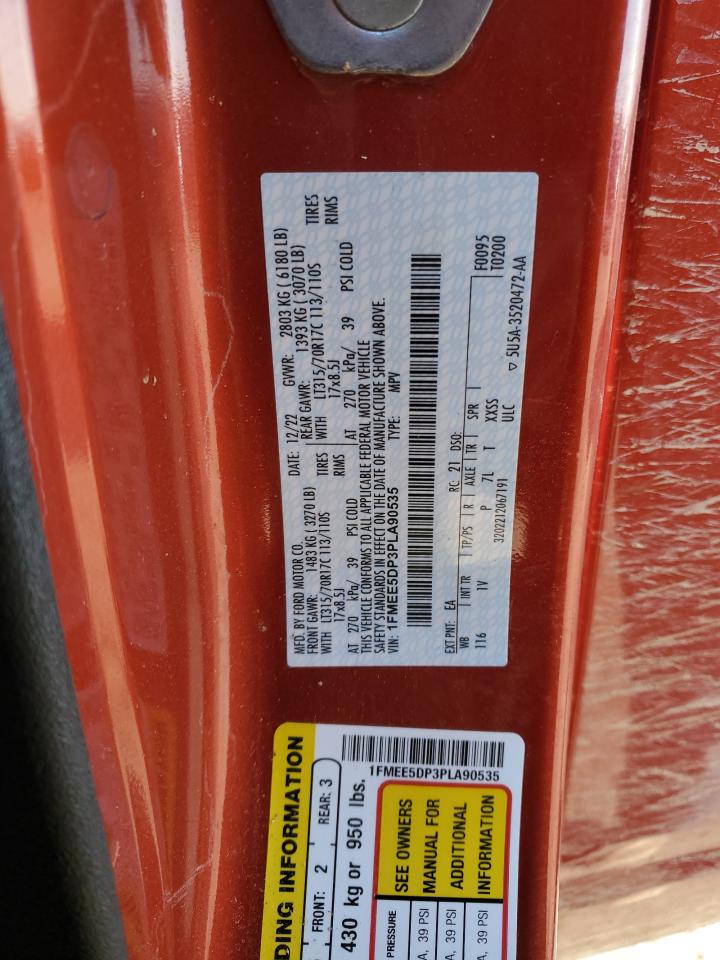 MFD. BY FORD MOTOR CO. DATE: 12/22 GVWR: 2803 KG ( 6180 LB)
FRONT GAWR: 1483 KG ( 3270 LB) REAR GAWR: 1393 KG ( 3070 LB)
WITH LT315/70R17C 113/110S TIRES WITH LT315/70R17C 113/110S TIRES
17x8.5J RIMS 17x8.5J RIMS
AT 270 kPa/ 39 PSI COLD AT 270 kPa/ 39 PSI COLD
THIS VEHICLE CONFORMS TO ALL APPLICABLE FEDERAL MOTOR VEHICLE
SAFETY STANDARDS IN EFFECT ON THE DATE OF MANUFACTURE SHOWN ABOVE.
VIN: 1FMEE5DP3PLA90535 TYPE: MPV
EXT PNT: EA RC: 21 DSO: F0095
WB INT TR TP/PS R AXLE TR SPR T0200
116 1V P 7L T XXSS
3202212067191 ULC
5U5A-3520472-AA
DING INFORMATION
FRONT: 2 REAR: 3
430 kg or 950 lbs.
1FMEE5DP3PLA90535
PRESSURE
A, 39 PSI
A, 39 PSI
A, 39 PSI
SEE OWNERS
MANUAL FOR
ADDITIONAL
INFORMATION